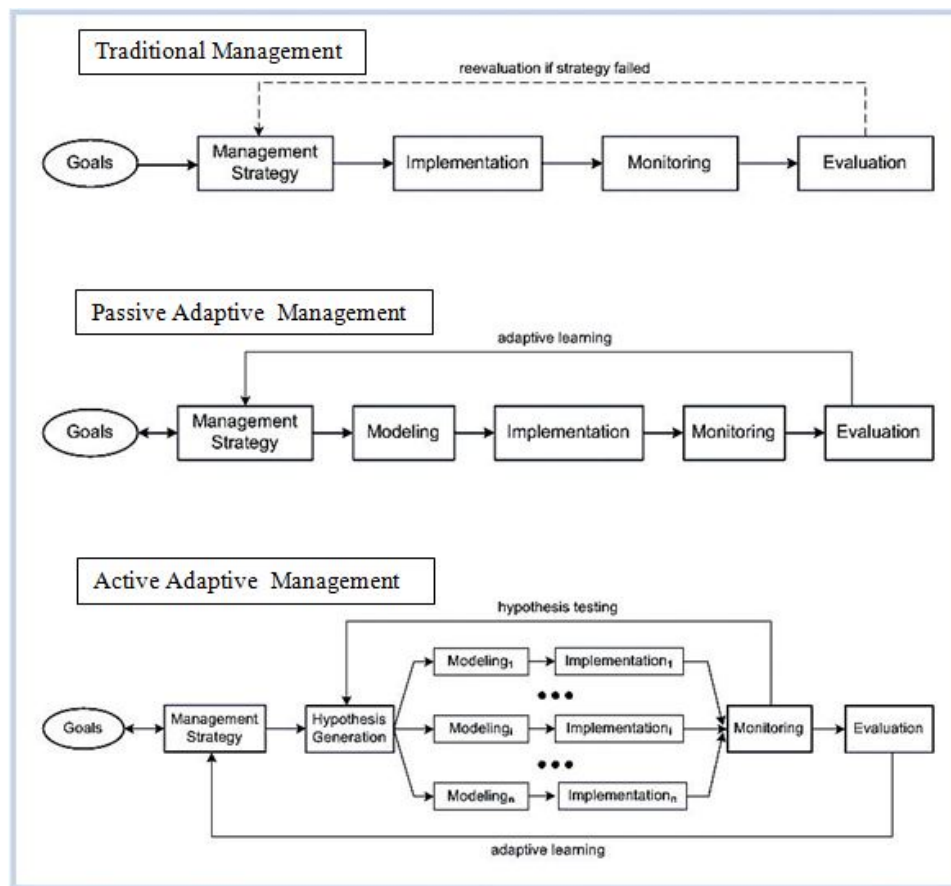 Traditional Management
reevaluation if strategy failed
Goals
Management
Strategy
Implementation
Monitoring
Evaluation
Passive Adaptive Management
adaptive learning
Goals
Management
Strategy
Modeling
Implementation
Monitoring
Evaluation
Active Adaptive Management
hypothesis testing
Modeling₁
Implementation₁
•••
Goals
Management
Strategy
Hypothesis
Generation
Modelingᵢ
Implementationᵢ
Monitoring
Evaluation
•••
Modelingₙ
Implementationₙ
adaptive learning